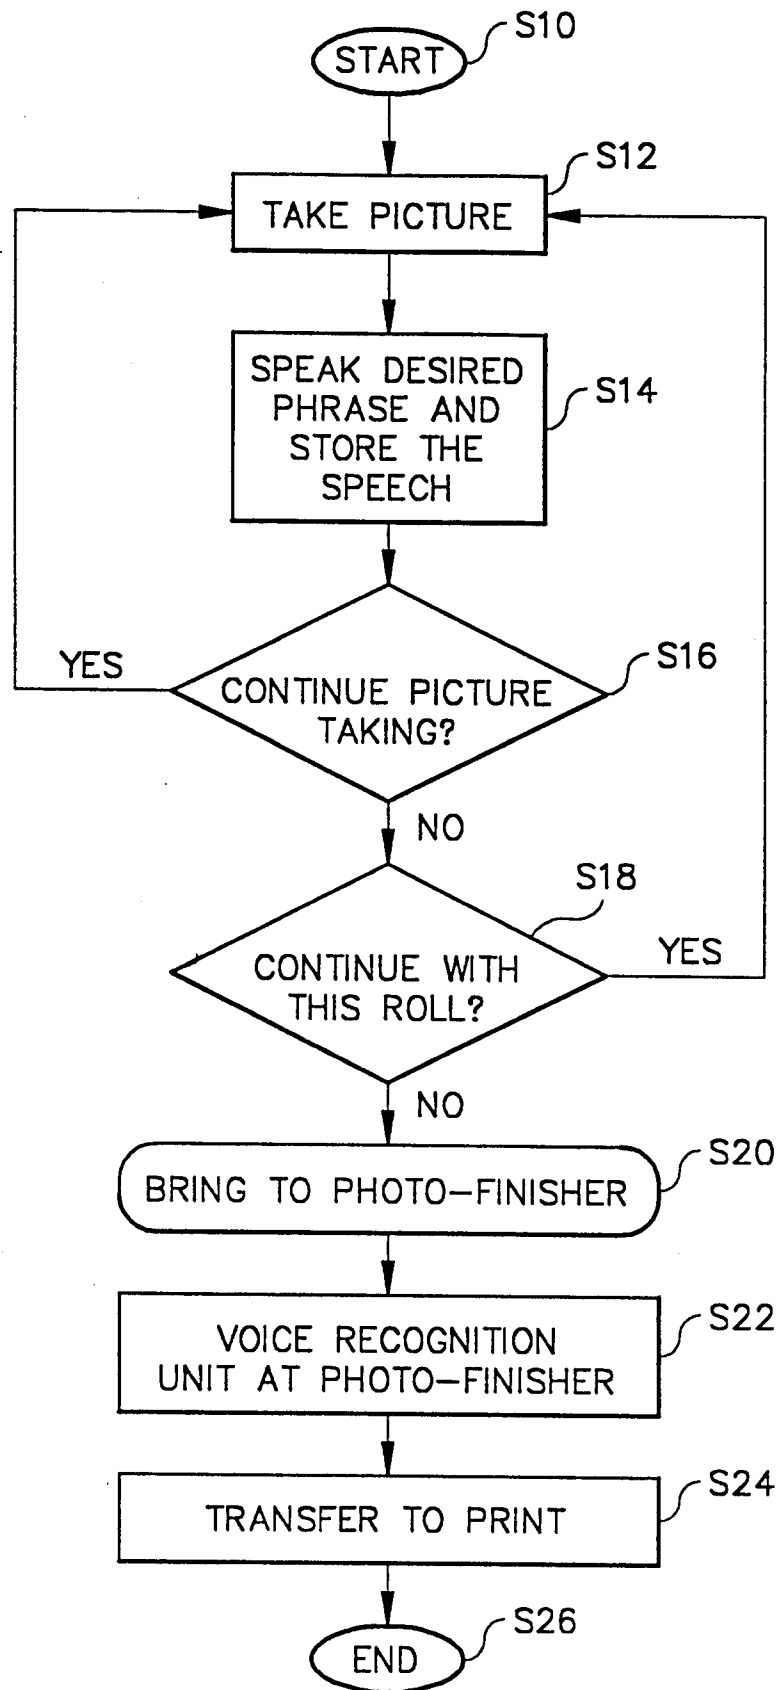 START
S10
S12
TAKE PICTURE
SPEAK DESIRED
PHRASE AND
STORE THE
SPEECH
S14
YES
S16
CONTINUE PICTURE
TAKING?
NO
S18
CONTINUE WITH
THIS ROLL?
YES
NO
S20
BRING TO PHOTO-FINISHER
S22
VOICE RECOGNITION
UNIT AT PHOTO-FINISHER
S24
TRANSFER TO PRINT
S26
END